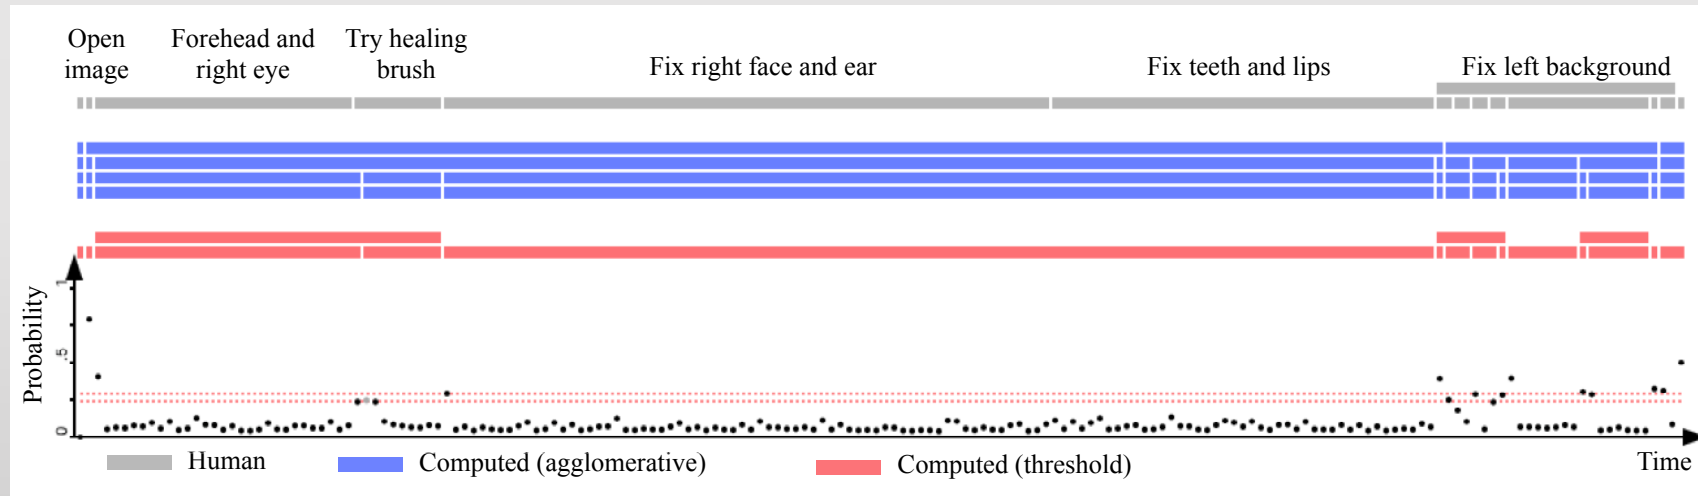 Open
image
Forehead and
right eye
Try healing
brush
Fix right face and ear
Fix teeth and lips
Fix left background
Probability
1
.5
0
Time
Human
Computed (agglomerative)
Computed (threshold)